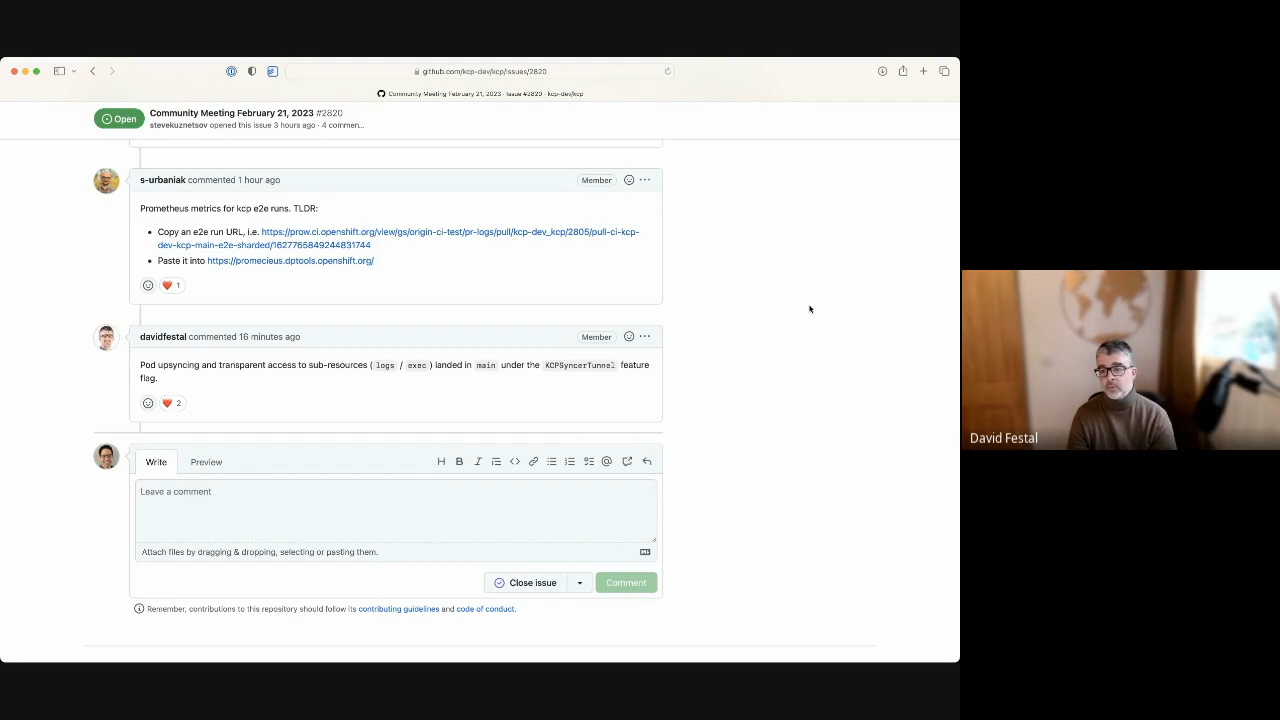 github.com/kcp-dev/kcp/issues/2820
Community Meeting February 21, 2023 · Issue #2820 · kcp-dev/kcp
Open
Community Meeting February 21, 2023 #2820
stevekuznetsov opened this issue 3 hours ago · 4 commen...
s-urbaniak commented 1 hour ago
Member
Prometheus metrics for kcp e2e runs. TLDR:
• Copy an e2e run URL, i.e. https://prow.ci.openshift.org/view/gs/origin-ci-test/pr-logs/pull/kcp-dev_kcp/2805/pull-ci-kcp-
dev-kcp-main-e2e-sharded/1627765849244831744
• Paste it into https://promecieus.dptools.openshift.org/
1
davidfestal commented 16 minutes ago
Member
Pod upsyncing and transparent access to sub-resources ( logs / exec ) landed in main under the KCPSyncerTunnel feature
flag.
2
Write
Preview
Leave a comment
Attach files by dragging & dropping, selecting or pasting them.
Close issue
Comment
Remember, contributions to this repository should follow its contributing guidelines and code of conduct.
David Festal